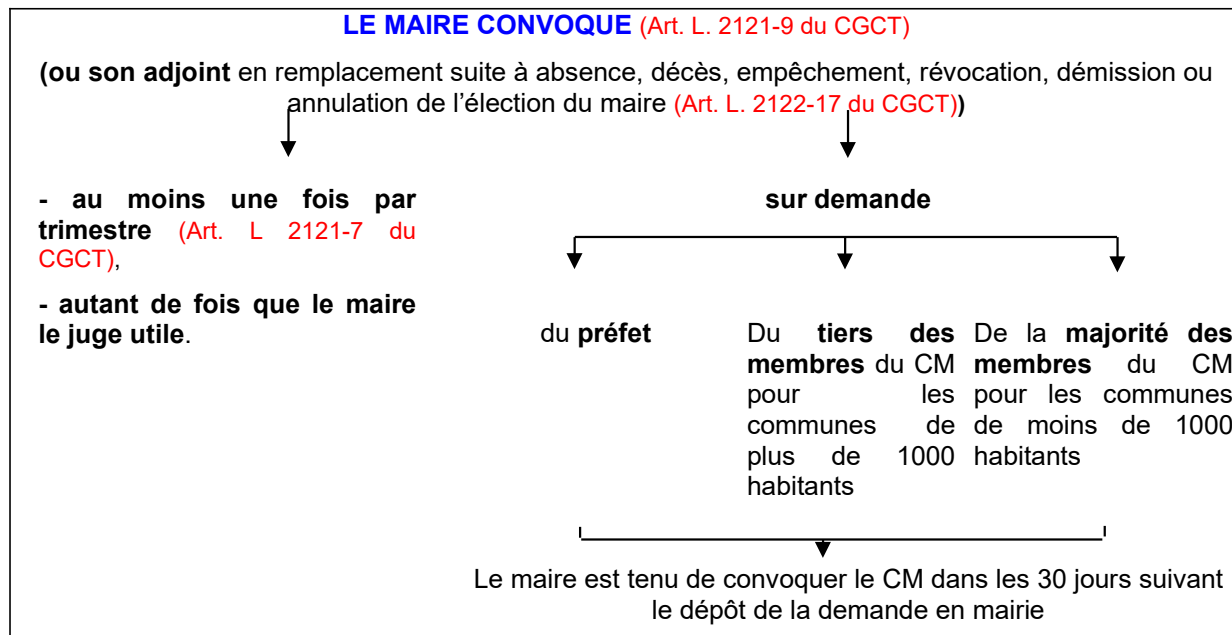 LE MAIRE CONVOQUE (Art. L. 2121-9 du CGCT)
(ou son adjoint en remplacement suite à absence, décès, empêchement, révocation, démission ou
annulation de l’élection du maire (Art. L. 2122-17 du CGCT))
- au moins une fois par
trimestre (Art. L 2121-7 du
CGCT),
- autant de fois que le maire
le juge utile.
sur demande
du préfet
Du tiers des
membres du CM
pour les
communes de
plus de 1000
habitants
De la majorité des
membres du CM
pour les communes
de moins de 1000
habitants
Le maire est tenu de convoquer le CM dans les 30 jours suivant
le dépôt de la demande en mairie